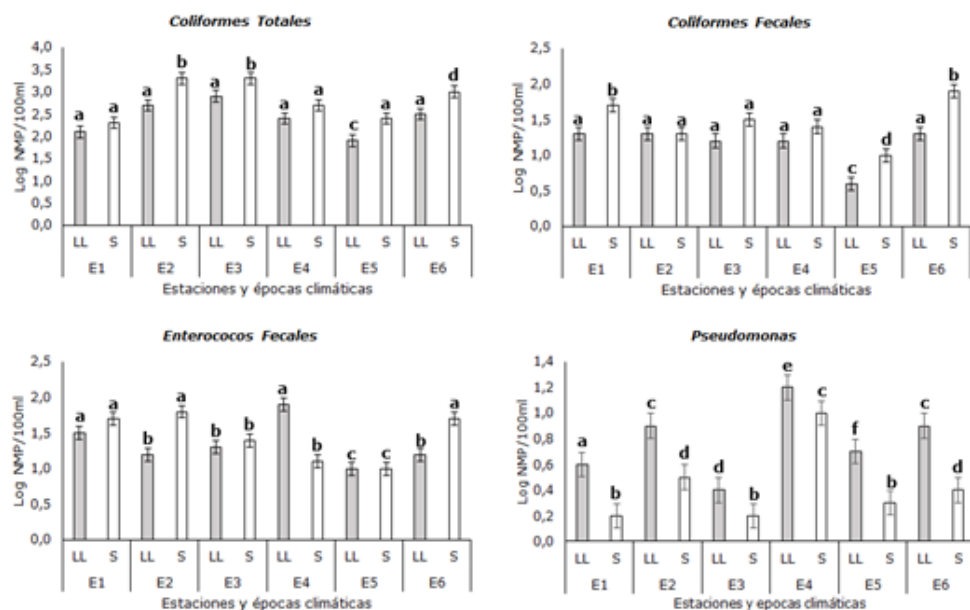 Coliformes Totales
4,0
3,5
3,0
2,5
2,0
1,5
1,0
0,5
0,0
Log NMP/100ml
a a a b a b a a c a a d
LL S LL S LL S LL S LL S LL S
E1 E2 E3 E4 E5 E6
Estaciones y épocas climáticas
Coliformes Fecales
2,5
2,0
1,5
1,0
0,5
0,0
Log NMP/100ml
a b a a a a a a c d a b
LL S LL S LL S LL S LL S LL S
E1 E2 E3 E4 E5 E6
Estaciones y épocas climáticas
Enterococos Fecales
2,5
2,0
1,5
1,0
0,5
0,0
Log NMP/100ml
a a b a b b a b c c b a
LL S LL S LL S LL S LL S LL S
E1 E2 E3 E4 E5 E6
Estaciones y épocas climáticas
Pseudomonas
1,4
1,2
1,0
0,8
0,6
0,4
0,2
0,0
Log NMP/100ml
a b c d c b e c f b c d
LL S LL S LL S LL S LL S LL S
E1 E2 E3 E4 E5 E6
Estaciones y epocas climáticas